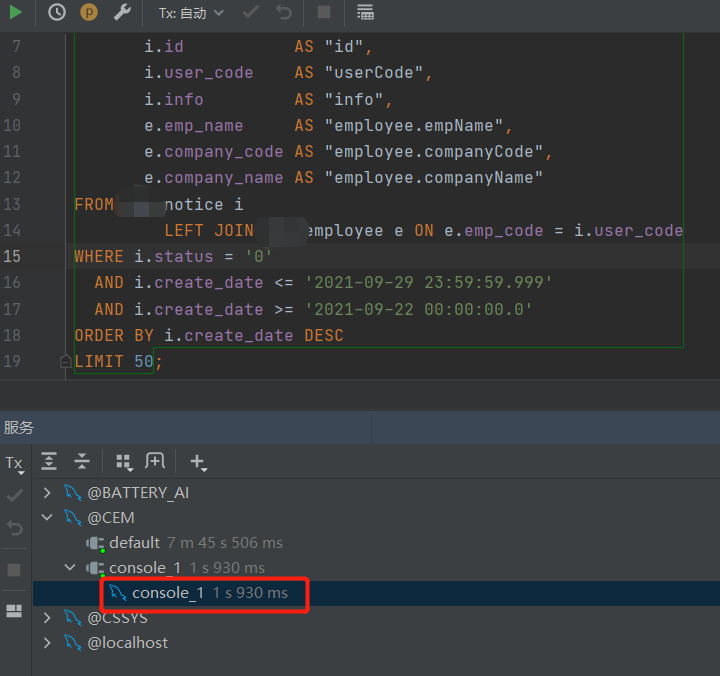 Tx: 自动
7 i.id AS "id",
8 i.user_code AS "userCode",
9 i.info AS "info",
10 e.emp_name AS "employee.empName",
11 e.company_code AS "employee.companyCode",
12 e.company_name AS "employee.companyName"
13 FROM notice i
14 LEFT JOIN employee e ON e.emp_code = i.user_code
15 WHERE i.status = '0'
16 AND i.create_date <= '2021-09-29 23:59:59.999'
17 AND i.create_date >= '2021-09-22 00:00:00.0'
18 ORDER BY i.create_date DESC
19 LIMIT 50;
服务
Tx
@BATTERY_AI
@CEM
default 7 m 45 s 506 ms
console_1 1 s 930 ms
console_1 1 s 930 ms
@CSSYS
@localhost